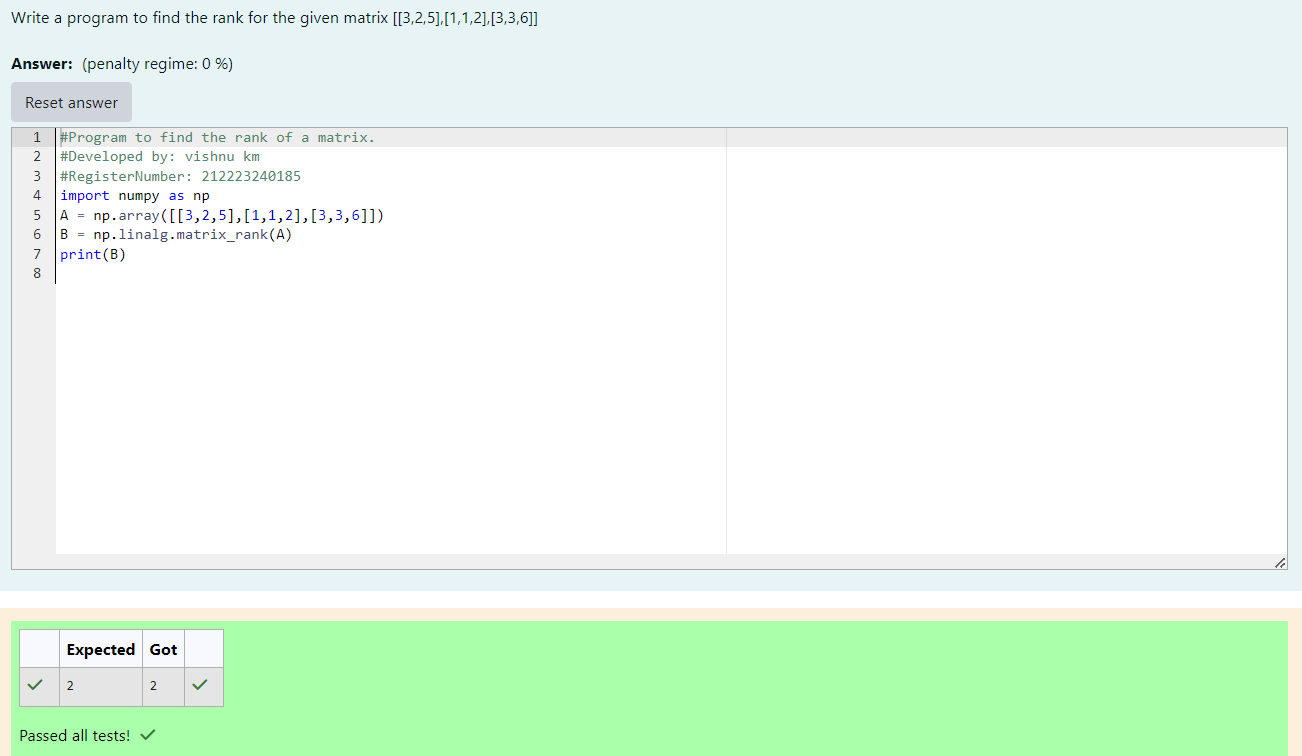 Write a program to find the rank for the given matrix [[3,2,5],[1,1,2],[3,3,6]]
Answer: (penalty regime: 0 %)
Reset answer
1 #Program to find the rank of a matrix.
2 #Developed by: vishnu km
3 #RegisterNumber: 212223240185
4 import numpy as np
5 A = np.array([[3,2,5],[1,1,2],[3,3,6]])
6 B = np.linalg.matrix_rank(A)
7 print(B)
8
Expected Got
2 2
Passed all tests!